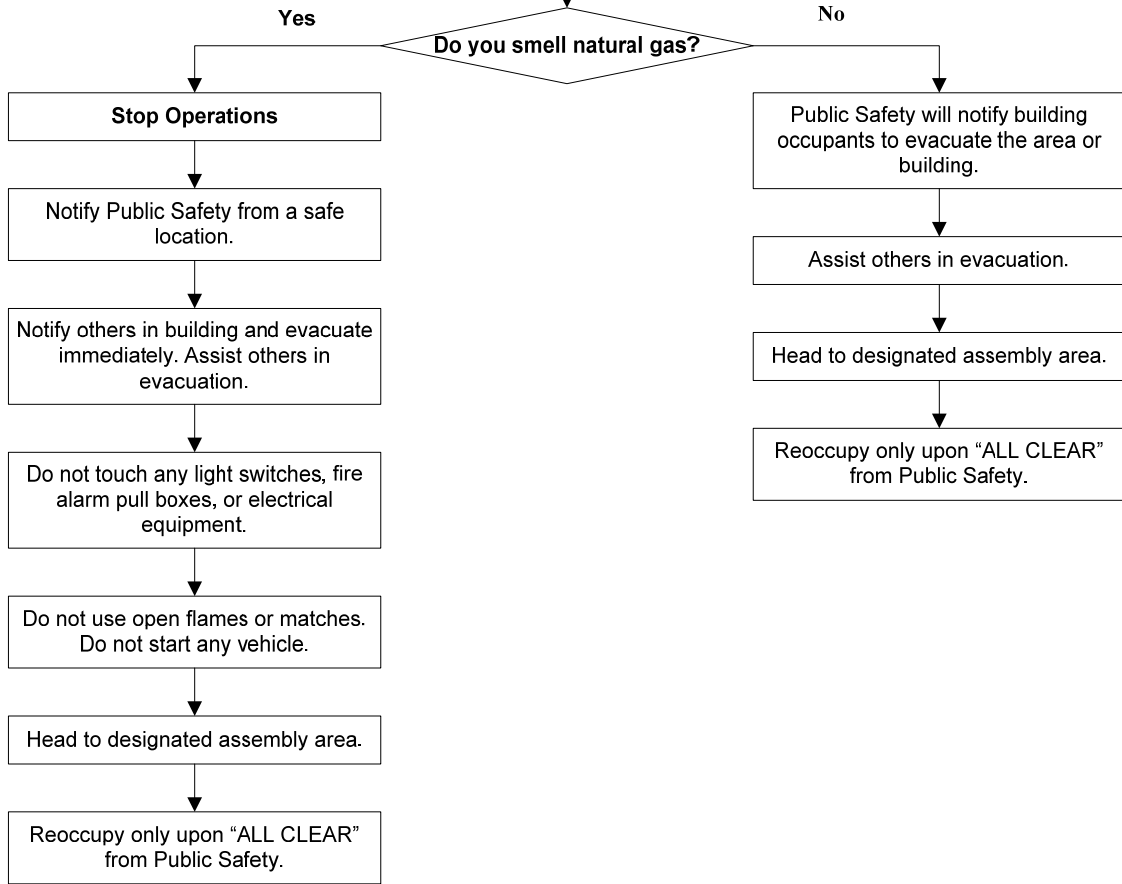 Yes
No
Do you smell natural gas?
Stop Operations
Notify Public Safety from a safe
location.
Notify others in building and evacuate
immediately. Assist others in
evacuation.
Do not touch any light switches, fire
alarm pull boxes, or electrical
equipment.
Do not use open flames or matches.
Do not start any vehicle.
Head to designated assembly area.
Reoccupy only upon “ALL CLEAR”
from Public Safety.
Public Safety will notify building
occupants to evacuate the area or
building.
Assist others in evacuation.
Head to designated assembly area.
Reoccupy only upon “ALL CLEAR”
from Public Safety.